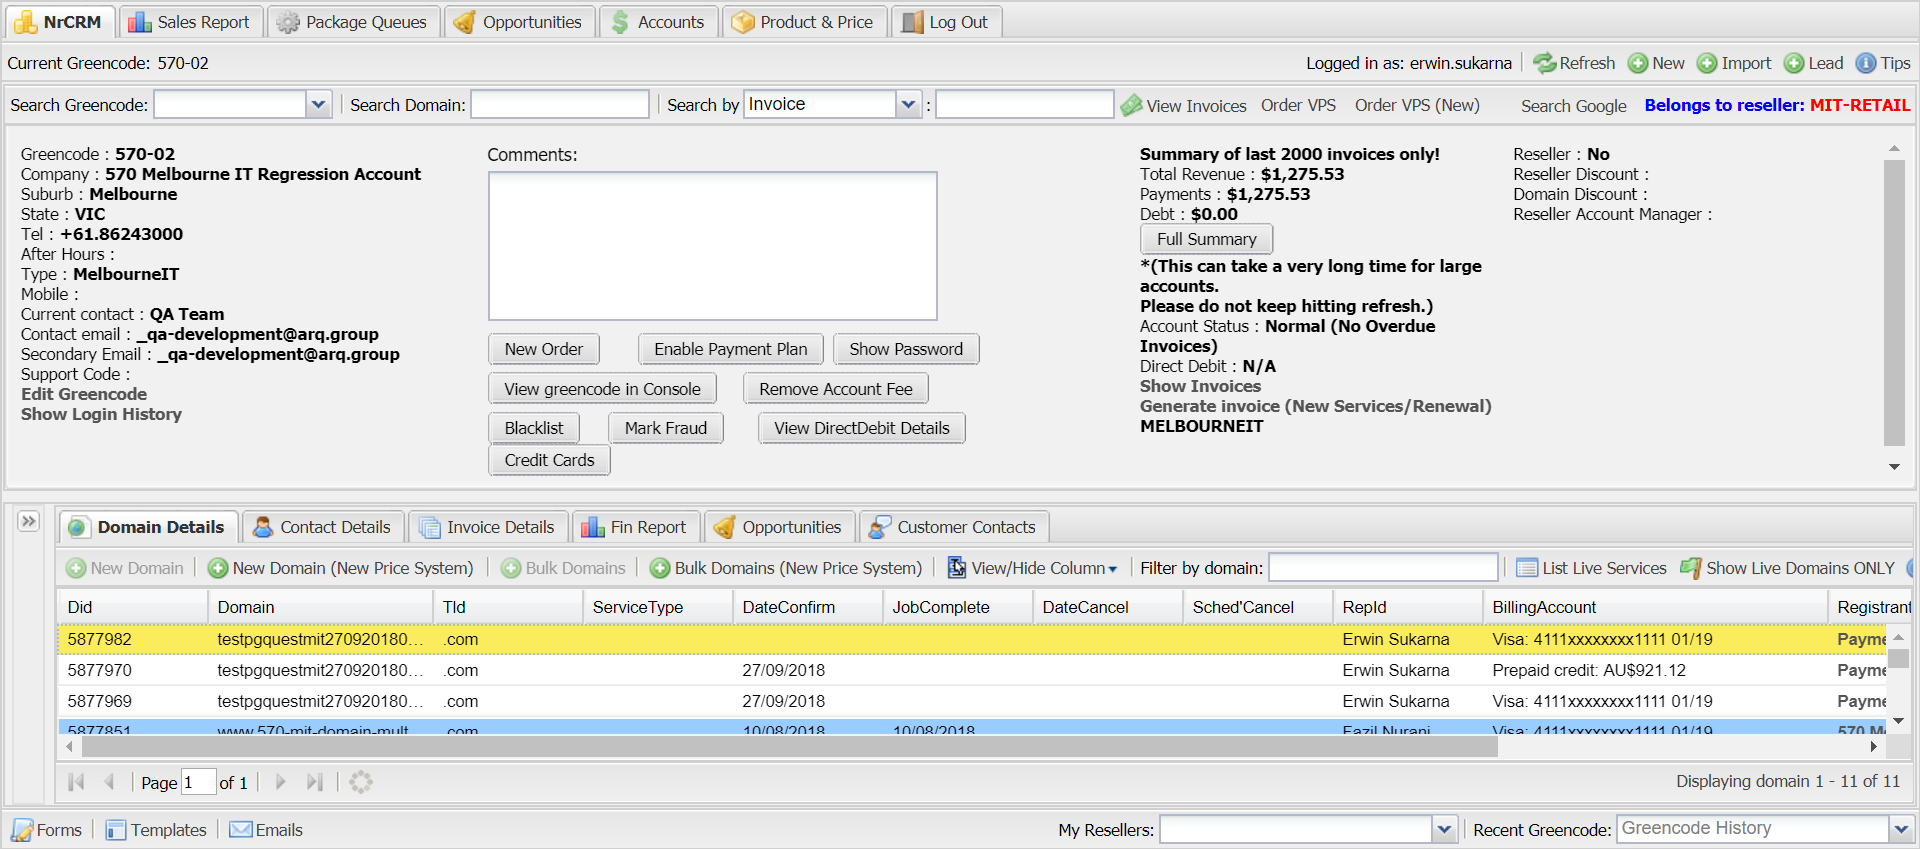 NrCRM Sales Report Package Queues Opportunities Accounts Product & Price Log Out
Current Greencode: 570-02 Logged in as: erwin.sukarna Refresh New Import Lead Tips
Search Greencode: Search Domain: Search by Invoice : View Invoices Order VPS Order VPS (New) Search Google Belongs to reseller: MIT-RETAIL
Greencode : 570-02
Company : 570 Melbourne IT Regression Account
Suburb : Melbourne
State : VIC
Tel : +61.86243000
After Hours :
Type : MelbourneIT
Mobile :
Current contact : QA Team
Contact email : _qa-development@arq.group
Secondary Email : _qa-development@arq.group
Support Code :
Edit Greencode
Show Login History
Comments:
New Order Enable Payment Plan Show Password
View greencode in Console Remove Account Fee
Blacklist Mark Fraud View DirectDebit Details
Credit Cards
Summary of last 2000 invoices only!
Total Revenue : $1,275.53
Payments : $1,275.53
Debt : $0.00
Full Summary
*(This can take a very long time for large
accounts.
Please do not keep hitting refresh.)
Account Status : Normal (No Overdue
Invoices)
Direct Debit : N/A
Show Invoices
Generate invoice (New Services/Renewal)
MELBOURNEIT
Reseller : No
Reseller Discount :
Domain Discount :
Reseller Account Manager :
Domain Details Contact Details Invoice Details Fin Report Opportunities Customer Contacts
New Domain New Domain (New Price System) Bulk Domains Bulk Domains (New Price System) View/Hide Column Filter by domain: List Live Services Show Live Domains ONLY
Did Domain Tld ServiceType DateConfirm JobComplete DateCancel Sched'Cancel RepId BillingAccount Registrant
5877982 testpgquestmit270920180... .com Erwin Sukarna Visa: 4111xxxxxxxx1111 01/19 Payme
5877970 testpgquestmit270920180... .com 27/09/2018 Erwin Sukarna Prepaid credit: AU$921.12 Payme
5877969 testpgquestmit270920180... .com 27/09/2018 Erwin Sukarna Visa: 4111xxxxxxxx1111 01/19 Payme
5877851 www.570-mit-domain-mult... .com 10/08/2018 10/08/2018 Fazil Nurani Visa: 4111xxxxxxxx1111 01/19 570 M
Page 1 of 1 Displaying domain 1 - 11 of 11
Forms Templates Emails My Resellers: Recent Greencode: Greencode History